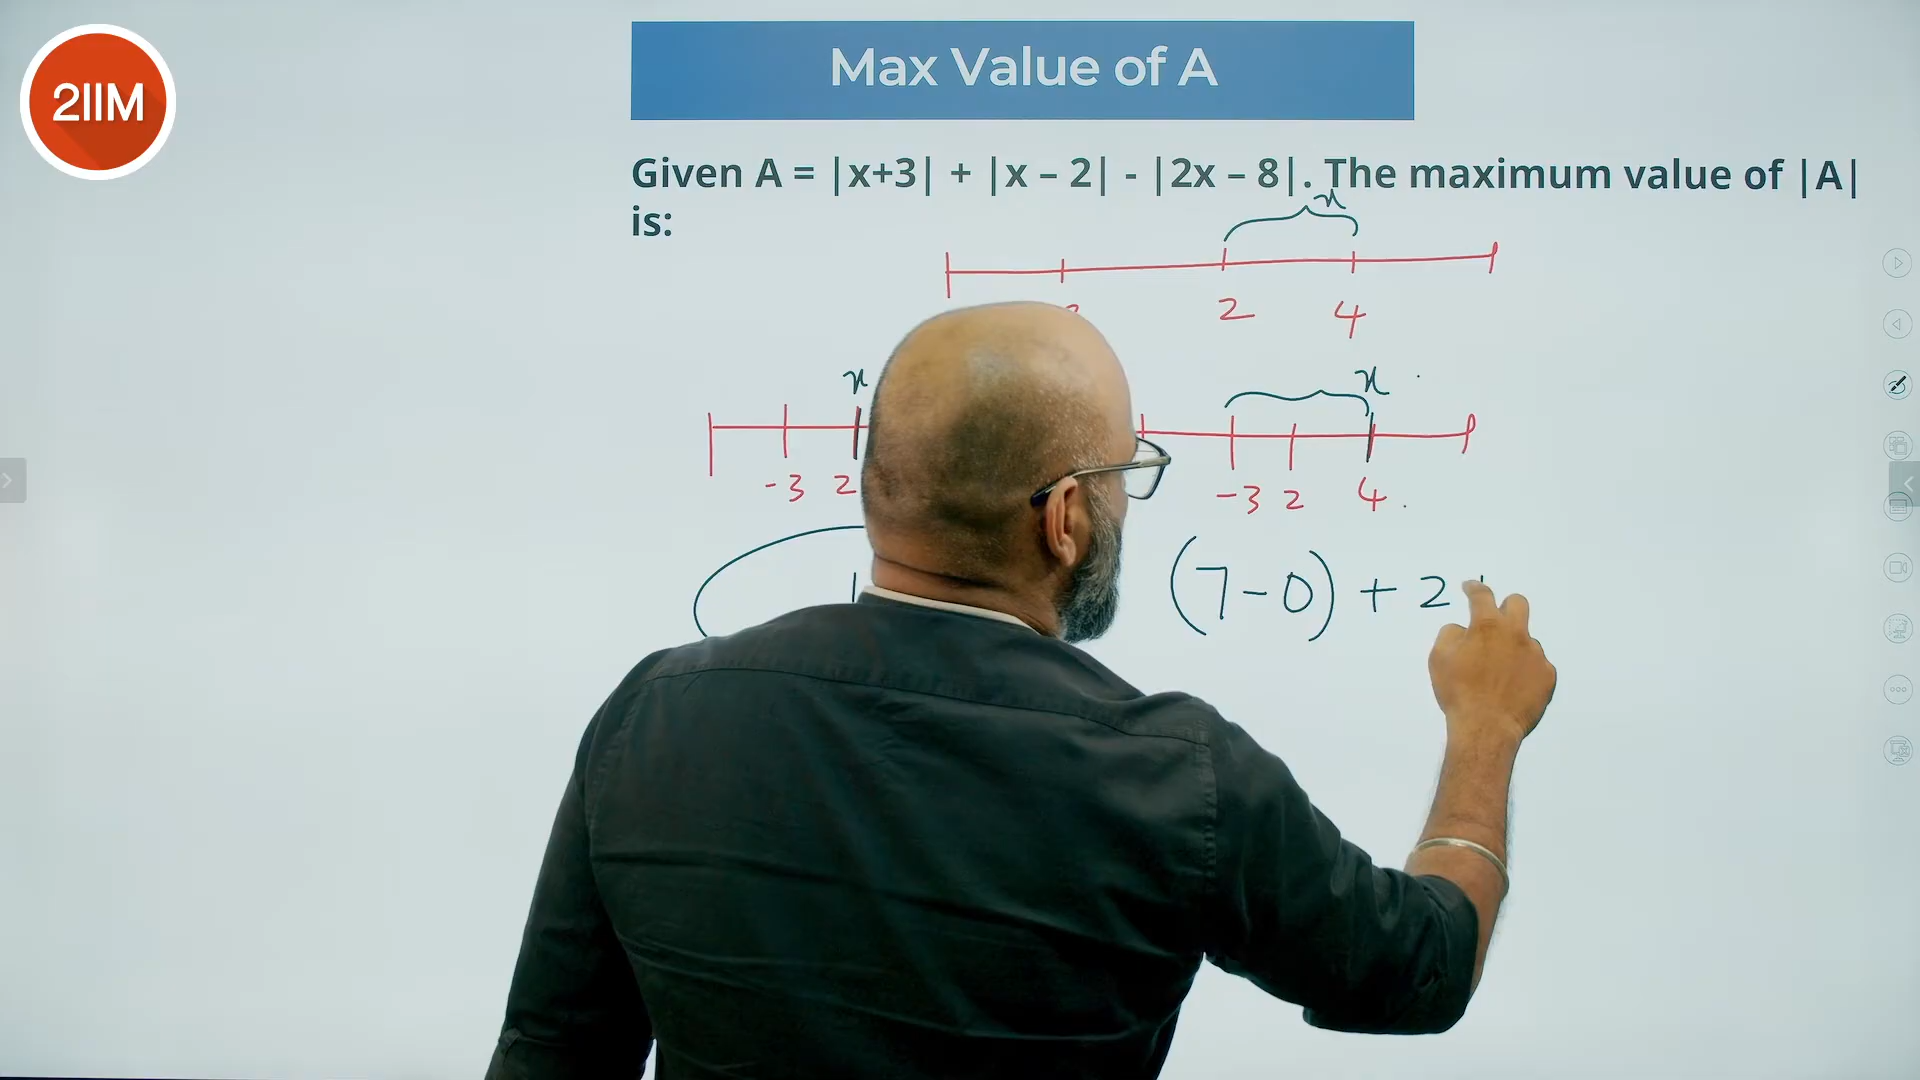 2IIM
Max Value of A
Given A = |x+3| + |x – 2| - |2x – 8|. The maximum value of |A|
is:
x
2 4
x x
-3 2 -3 2 4
(7-0) + 2